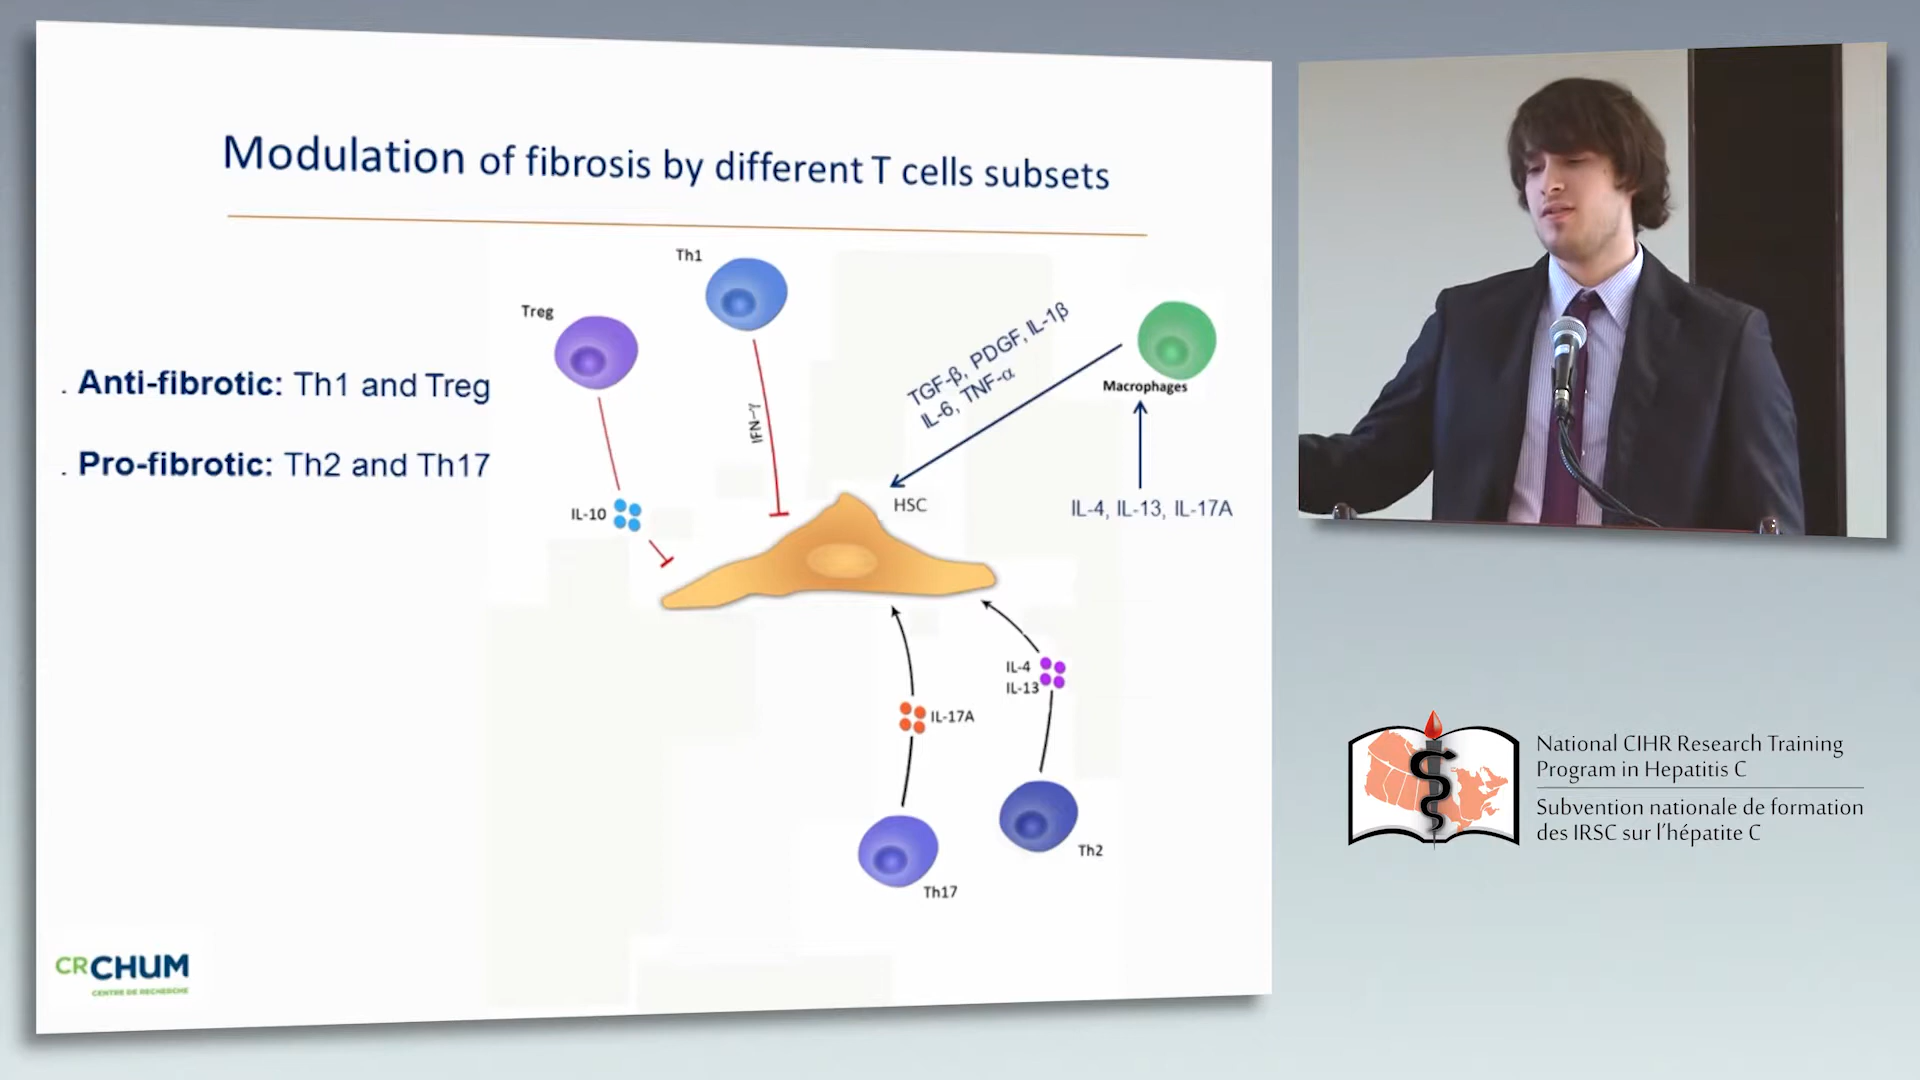 Modulation of fibrosis by different T cells subsets
. Anti-fibrotic: Th1 and Treg
. Pro-fibrotic: Th2 and Th17
Th1
Treg
IFN-γ
IL-10
TGF-β, PDGF, IL-1β
IL-6, TNF-α
Macrophages
HSC
IL-4, IL-13, IL-17A
IL-4
IL-13
IL-17A
Th2
Th17
CRCHUM
CENTRE DE RECHERCHE
National CIHR Research Training
Program in Hepatitis C
Subvention nationale de formation
des IRSC sur l'hépatite C